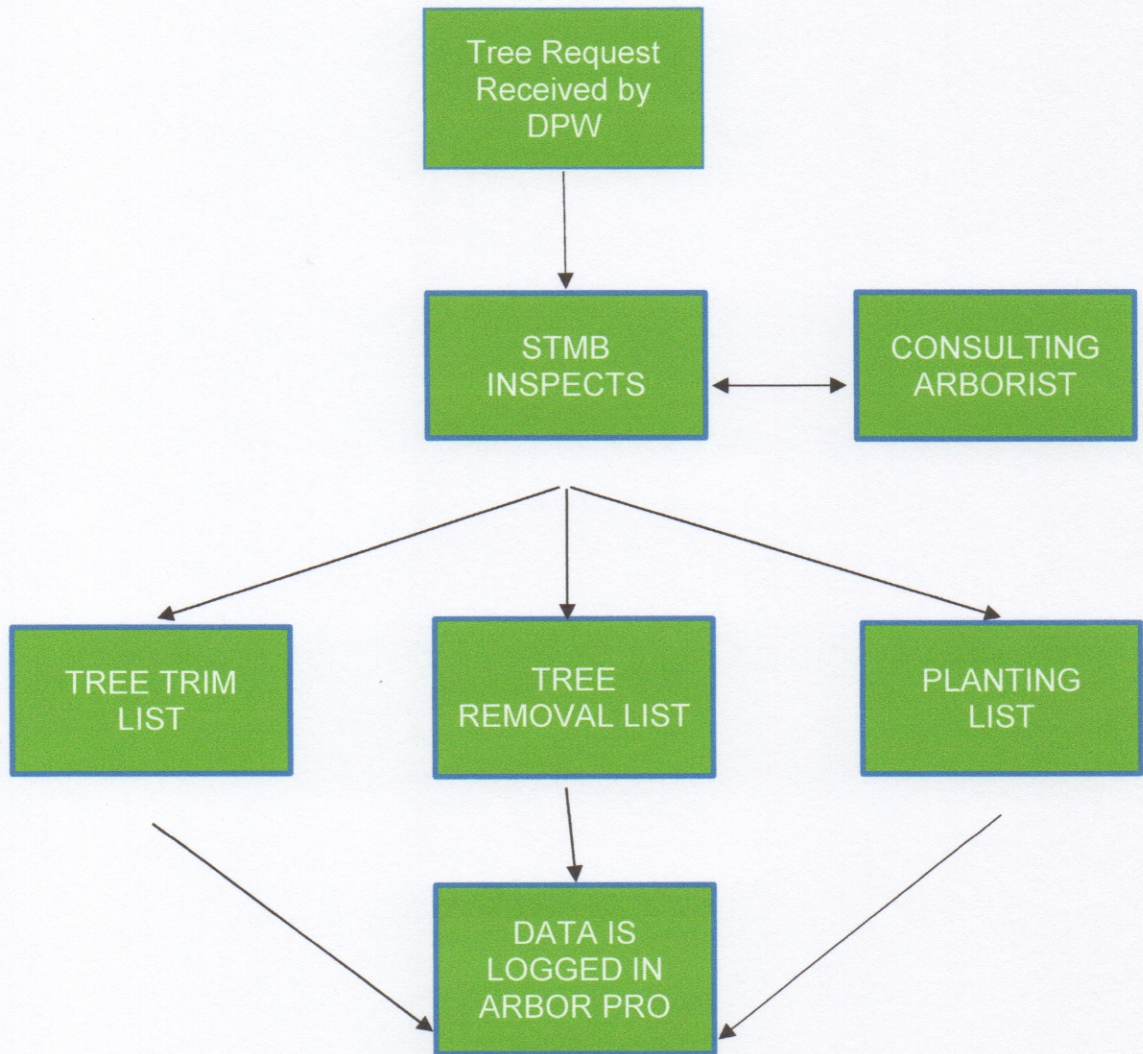 Tree Request
Received by
DPW
STMB
INSPECTS
CONSULTING
ARBORIST
TREE TRIM
LIST
TREE
REMOVAL LIST
PLANTING
LIST
DATA IS
LOGGED IN
ARBOR PRO